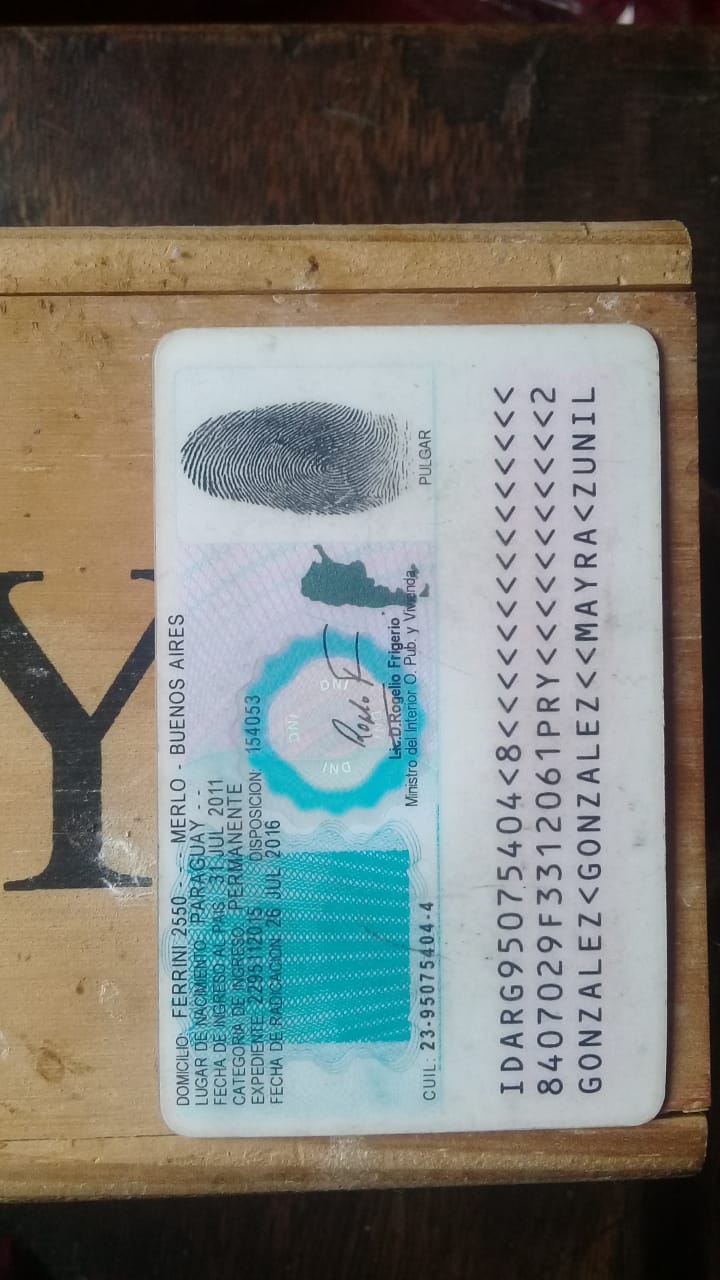 DOMICILIO: FERRINI 2550 - - MERLO - BUENOS AIRES
LUGAR DE NACIMIENTO: PARAGUAY - -
FECHA DE INGRESO AL PAIS: 31 JUL 2011
CATEGORIA DE INGRESO: PERMANENTE
EXPEDIENTE: 2295112015 DISPOSICION: 154053
FECHA DE RADICACION: 26 JUL 2016
DNI DNI DNI
Lic.D.Rogelio Frigerio
Ministro del Interior O. Pub. y Vivienda
PULGAR
CUIL: 23-95075404-4
IDARG95075404<8<<<<<<<<<<<<<<<
8407029F3312061PRY<<<<<<<<<<<2
GONZALEZ<GONZALEZ<<MAYRA<ZUNIL
Y